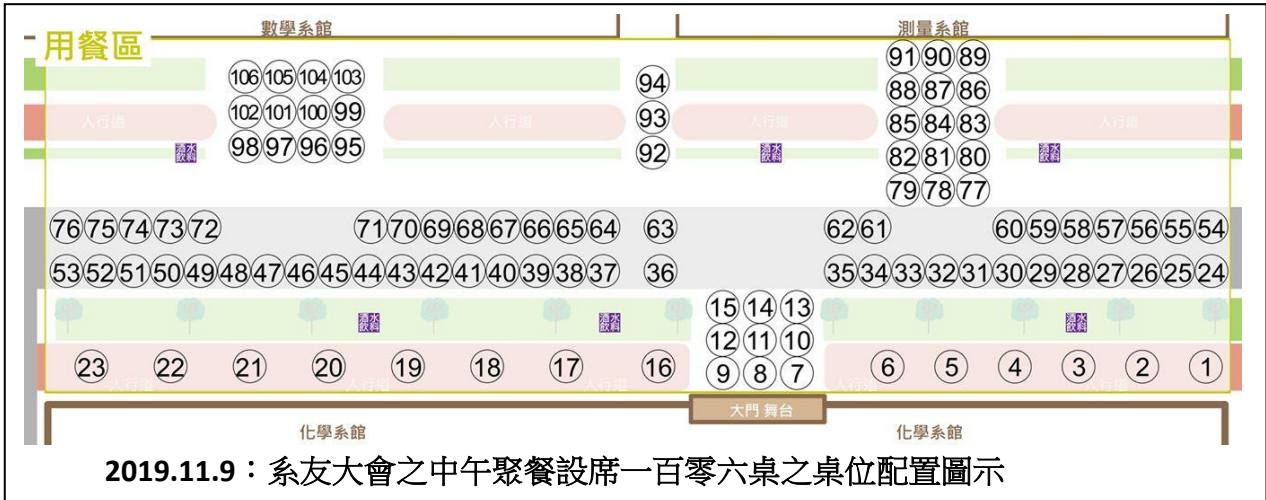 數學系館 測量系館
用餐區
91 90 89
106 105 104 103 94 88 87 86
人行道 102 101 100 99 人行道 93 人行道 85 84 83 人行道
98 97 96 95 92 82 81 80
酒水飲料 酒水飲料 酒水飲料
79 78 77
76 75 74 73 72 71 70 69 68 67 66 65 64 63 62 61 60 59 58 57 56 55 54
53 52 51 50 49 48 47 46 45 44 43 42 41 40 39 38 37 36 35 34 33 32 31 30 29 28 27 26 25 24
15 14 13
酒水飲料 酒水飲料 酒水飲料
12 11 10
23 22 21 20 19 18 17 16 9 8 7 6 5 4 3 2 1
人行道 人行道 人行道 人行道 人行道
大門 舞台
化學系館 化學系館
2019.11.9：系友大會之中午聚餐設席一百零六桌之桌位配置圖示